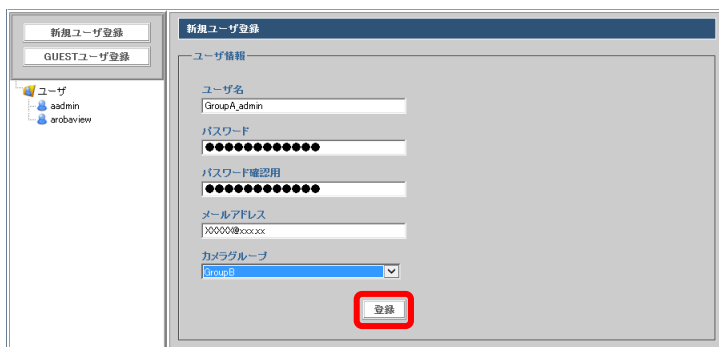 新規ユーザ登録
GUESTユーザ登録
ユーザ
aadmin
arobaview
新規ユーザ登録
ユーザ情報
ユーザ名
GroupA_admin
パスワード
●●●●●●●●●●●●
パスワード確認用
●●●●●●●●●●●●
メールアドレス
XXXXX@xxx.xx
カメラグループ
GroupB
登録